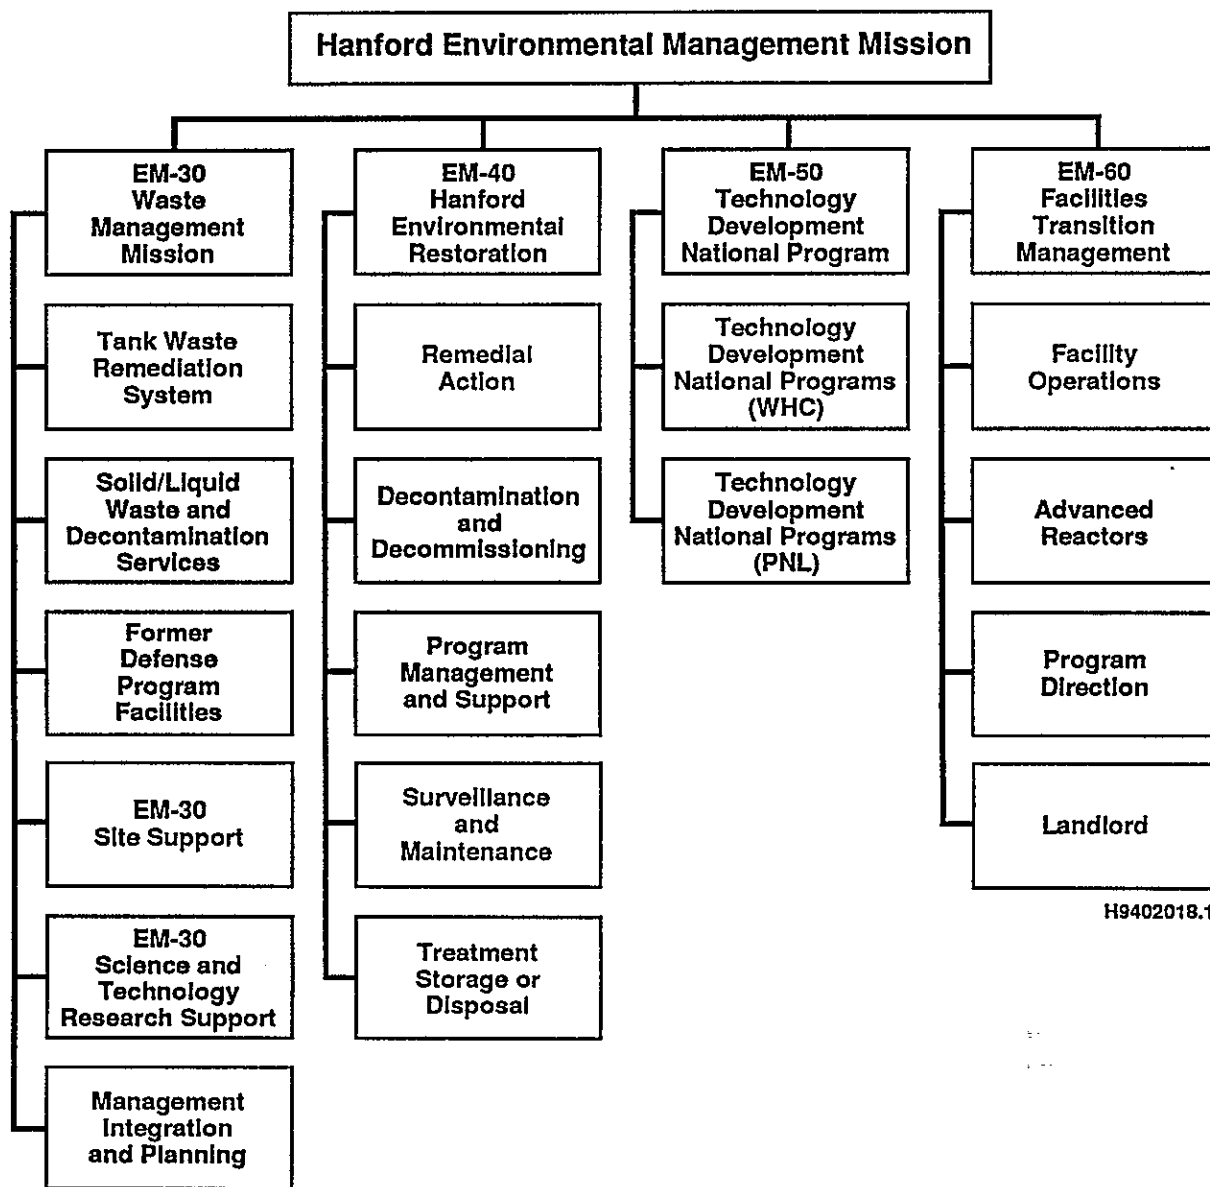 Hanford Environmental Management Mission
EM-30
Waste
Management
Mission
Tank Waste
Remediation
System
Solid/Liquid
Waste and
Decontamination
Services
Former
Defense
Program
Facilities
EM-30
Site Support
EM-30
Science and
Technology
Research Support
Management
Integration
and Planning
EM-40
Hanford
Environmental
Restoration
Remedial
Action
Decontamination
and
Decommissioning
Program
Management
and Support
Surveillance
and
Maintenance
Treatment
Storage or
Disposal
EM-50
Technology
Development
National Program
Technology
Development
National Programs
(WHC)
Technology
Development
National Programs
(PNL)
EM-60
Facilities
Transition
Management
Facility
Operations
Advanced
Reactors
Program
Direction
Landlord
H9402018.1